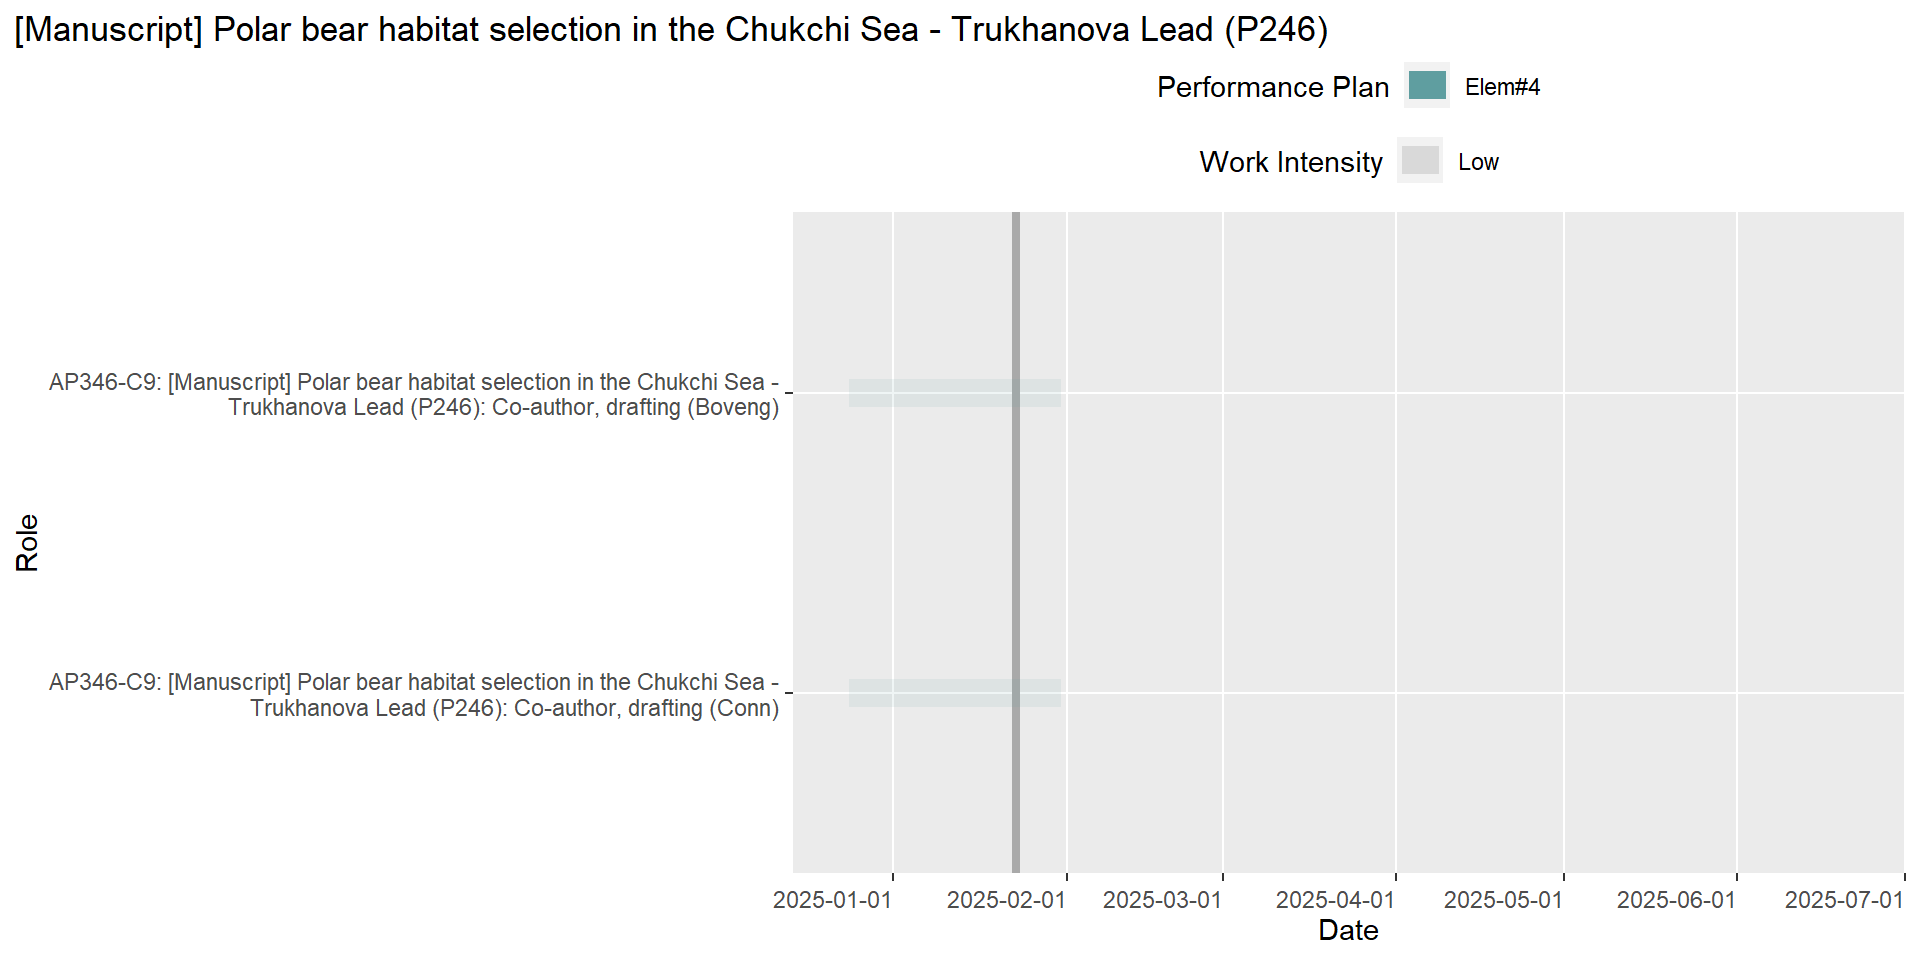 [Manuscript] Polar bear habitat selection in the Chukchi Sea - Trukhanova Lead (P246)
Performance Plan
Elem#4
Work Intensity
Low
AP346-C9: [Manuscript] Polar bear habitat selection in the Chukchi Sea -
Trukhanova Lead (P246): Co-author, drafting (Boveng)
Role
AP346-C9: [Manuscript] Polar bear habitat selection in the Chukchi Sea -
Trukhanova Lead (P246): Co-author, drafting (Conn)
2025-01-01
2025-02-01
2025-03-01
2025-04-01
2025-05-01
2025-06-01
2025-07-01
Date